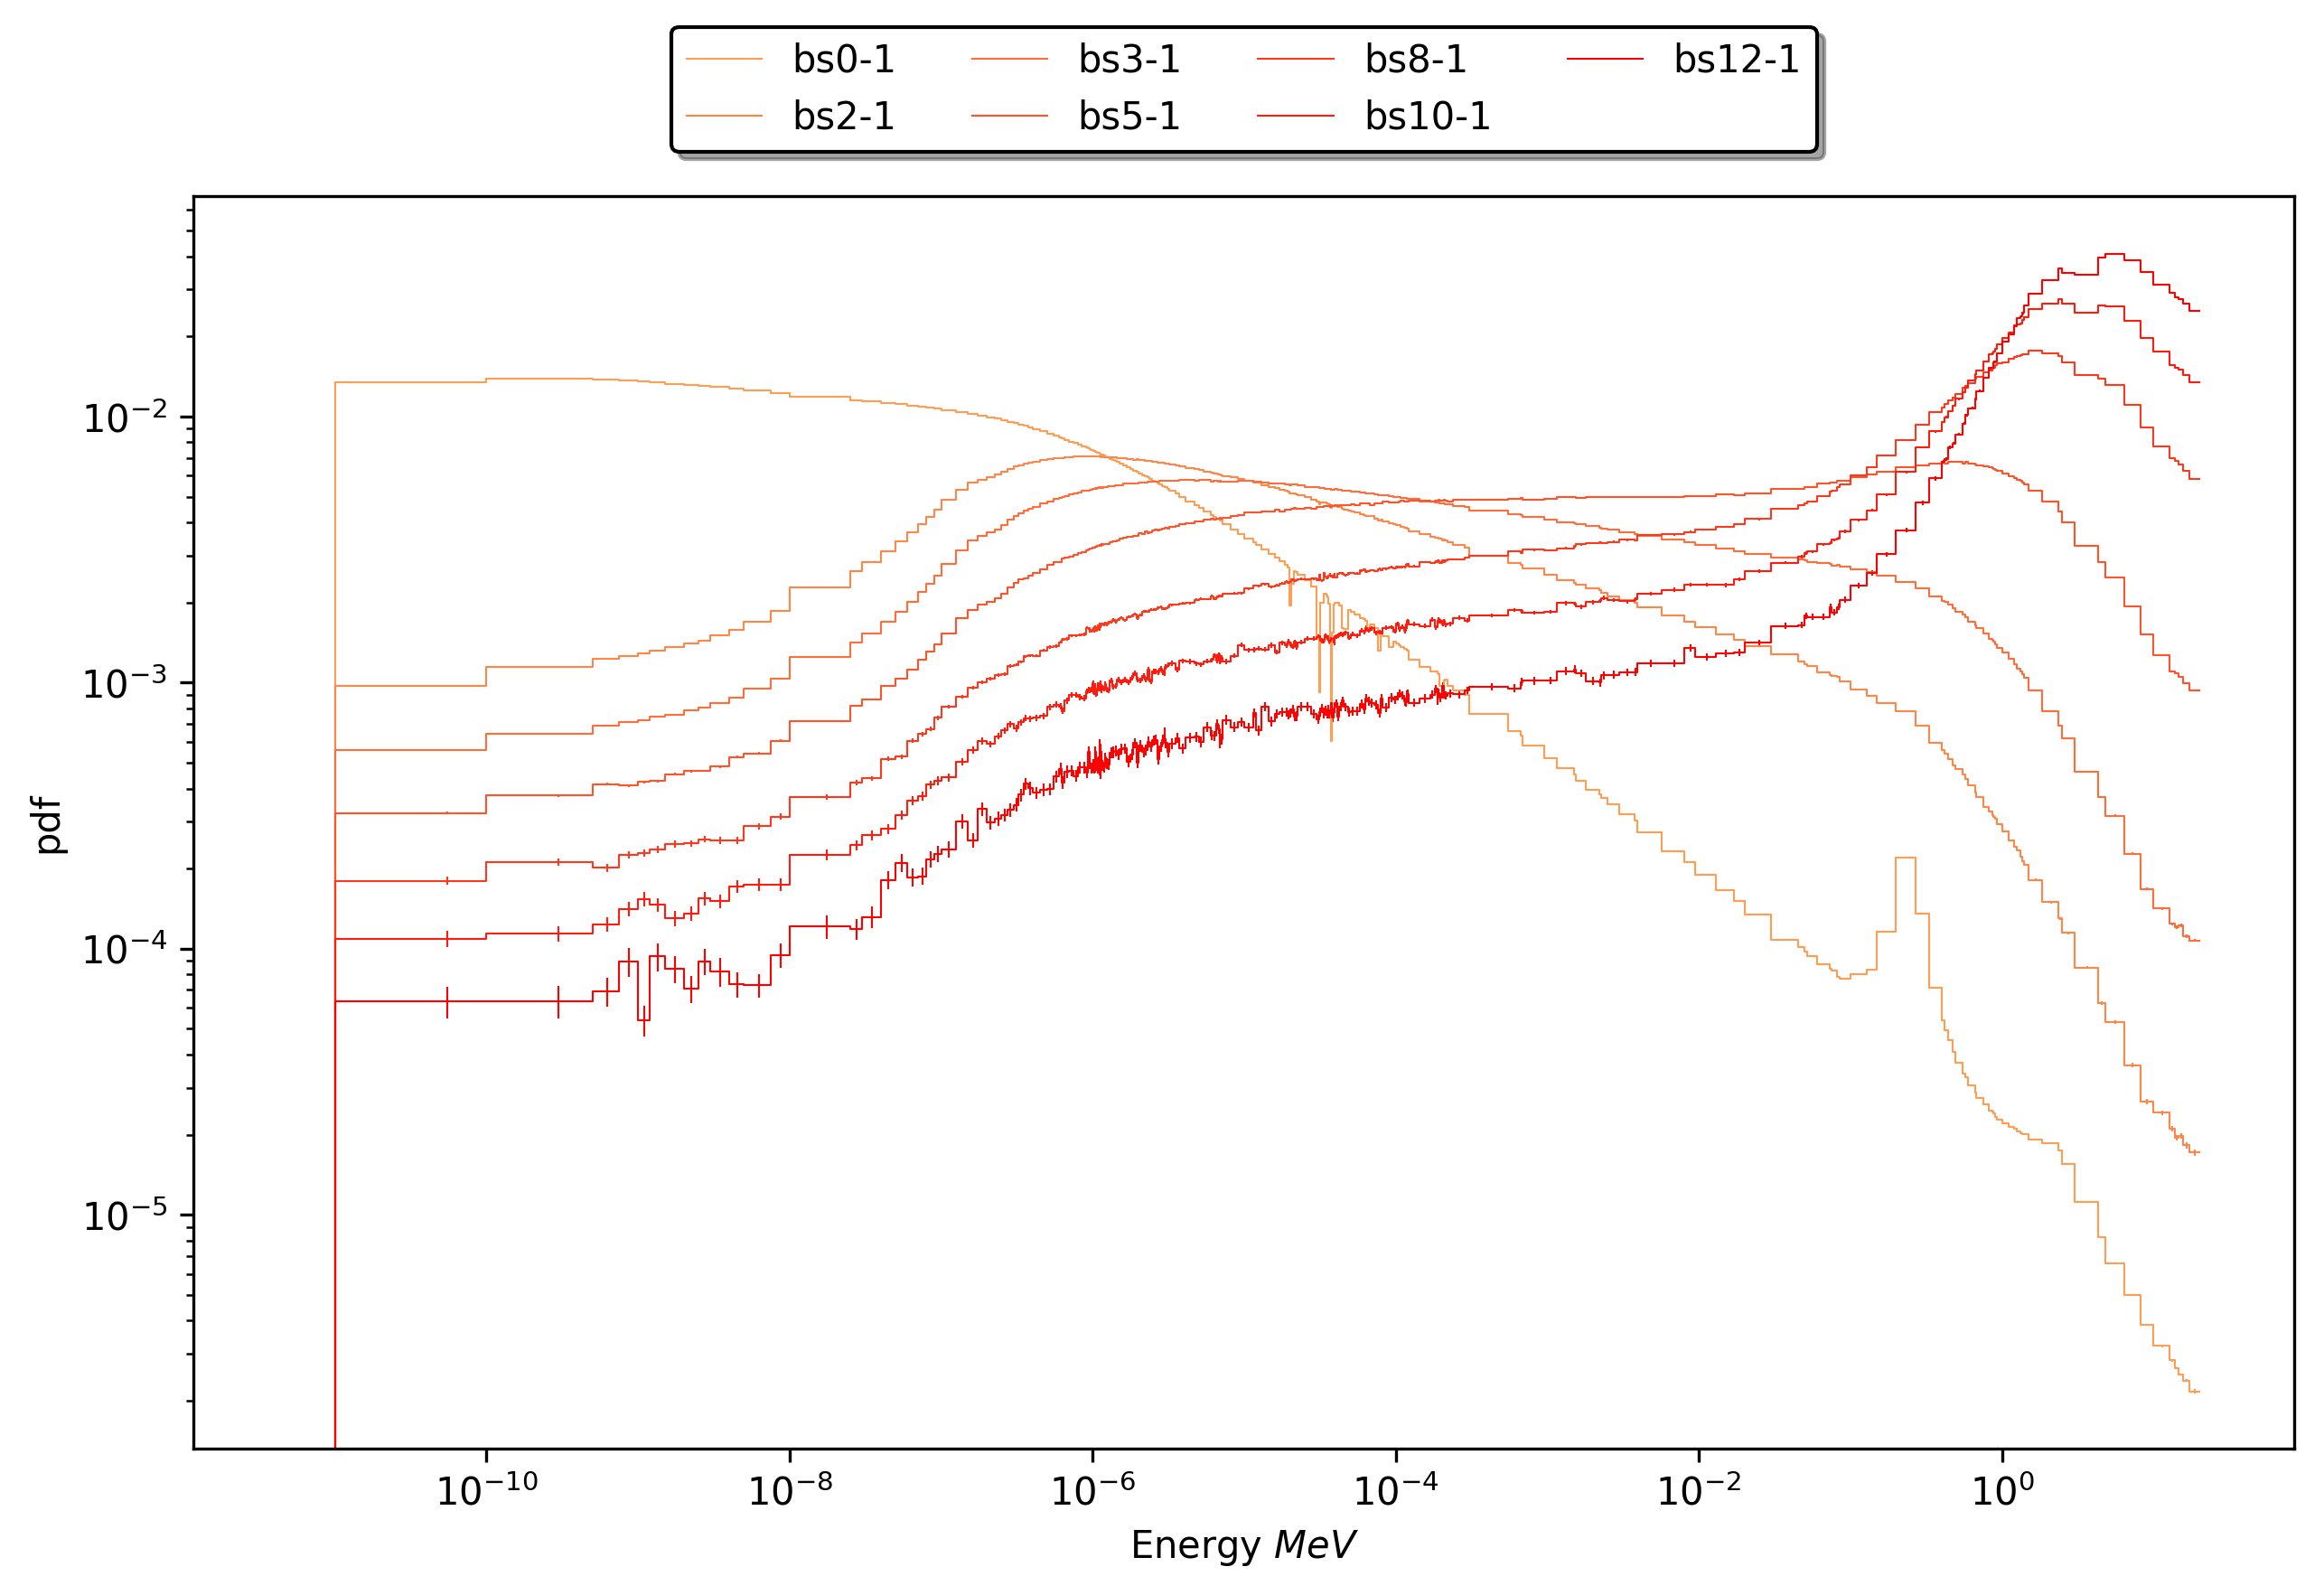 bs0-1 bs3-1 bs8-1 bs12-1
bs2-1 bs5-1 bs10-1
pdf
10⁻²
10⁻³
10⁻⁴
10⁻⁵
10⁻¹⁰ 10⁻⁸ 10⁻⁶ 10⁻⁴ 10⁻² 10⁰
Energy MeV